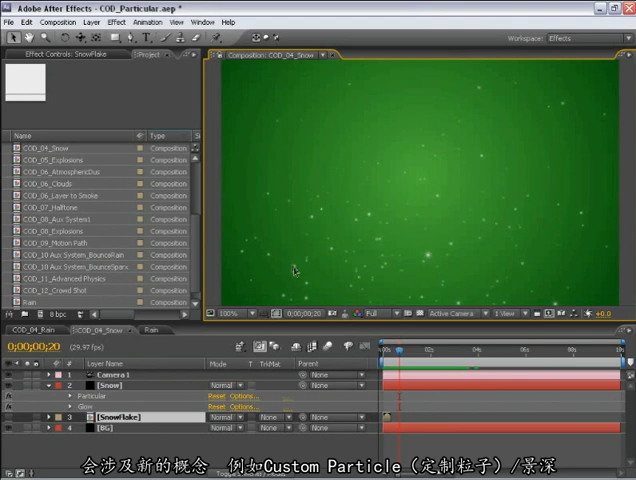 Adobe After Effects - COD_Particular.aep *
File Edit Composition Layer Effect Animation View Window Help
Workspace: Effects
Effect Controls: SnowFlake Project
Composition: COD_04_Snow
Name Type
COD_04_Snow Composition
COD_05_Explosions Composition
COD_06_AtmosphericDus Composition
COD_06_Clouds Composition
COD_06_Layer to Smoke Composition
COD_07_Halftone Composition
COD_08_Aux System1 Composition
COD_08_Explosions Composition
COD_09_Motion Path Composition
COD_10 Aux System_BounceRain Composition
COD_10 Aux System_BounceSparx Composition
COD_11_Advanced Physics Composition
COD_12_Crowd Shot Composition
Rain Composition
8 bpc
100% 0;00;00;20 Full Active Camera 1 View +0.0
COD_04_Rain COD_04_Snow Rain
0;00;00;20 (29.97 fps)
# Layer Name Mode T TrkMat Parent
02s 04s 06s 08s 10s
1 Camera 1 None
2 [Snow] Normal None
Particular Reset Options...
Glow Reset Options...
3 [SnowFlake] Normal None None
4 [BG] Normal None None
会涉及新的概念 例如Custom Particle（定制粒子）/景深